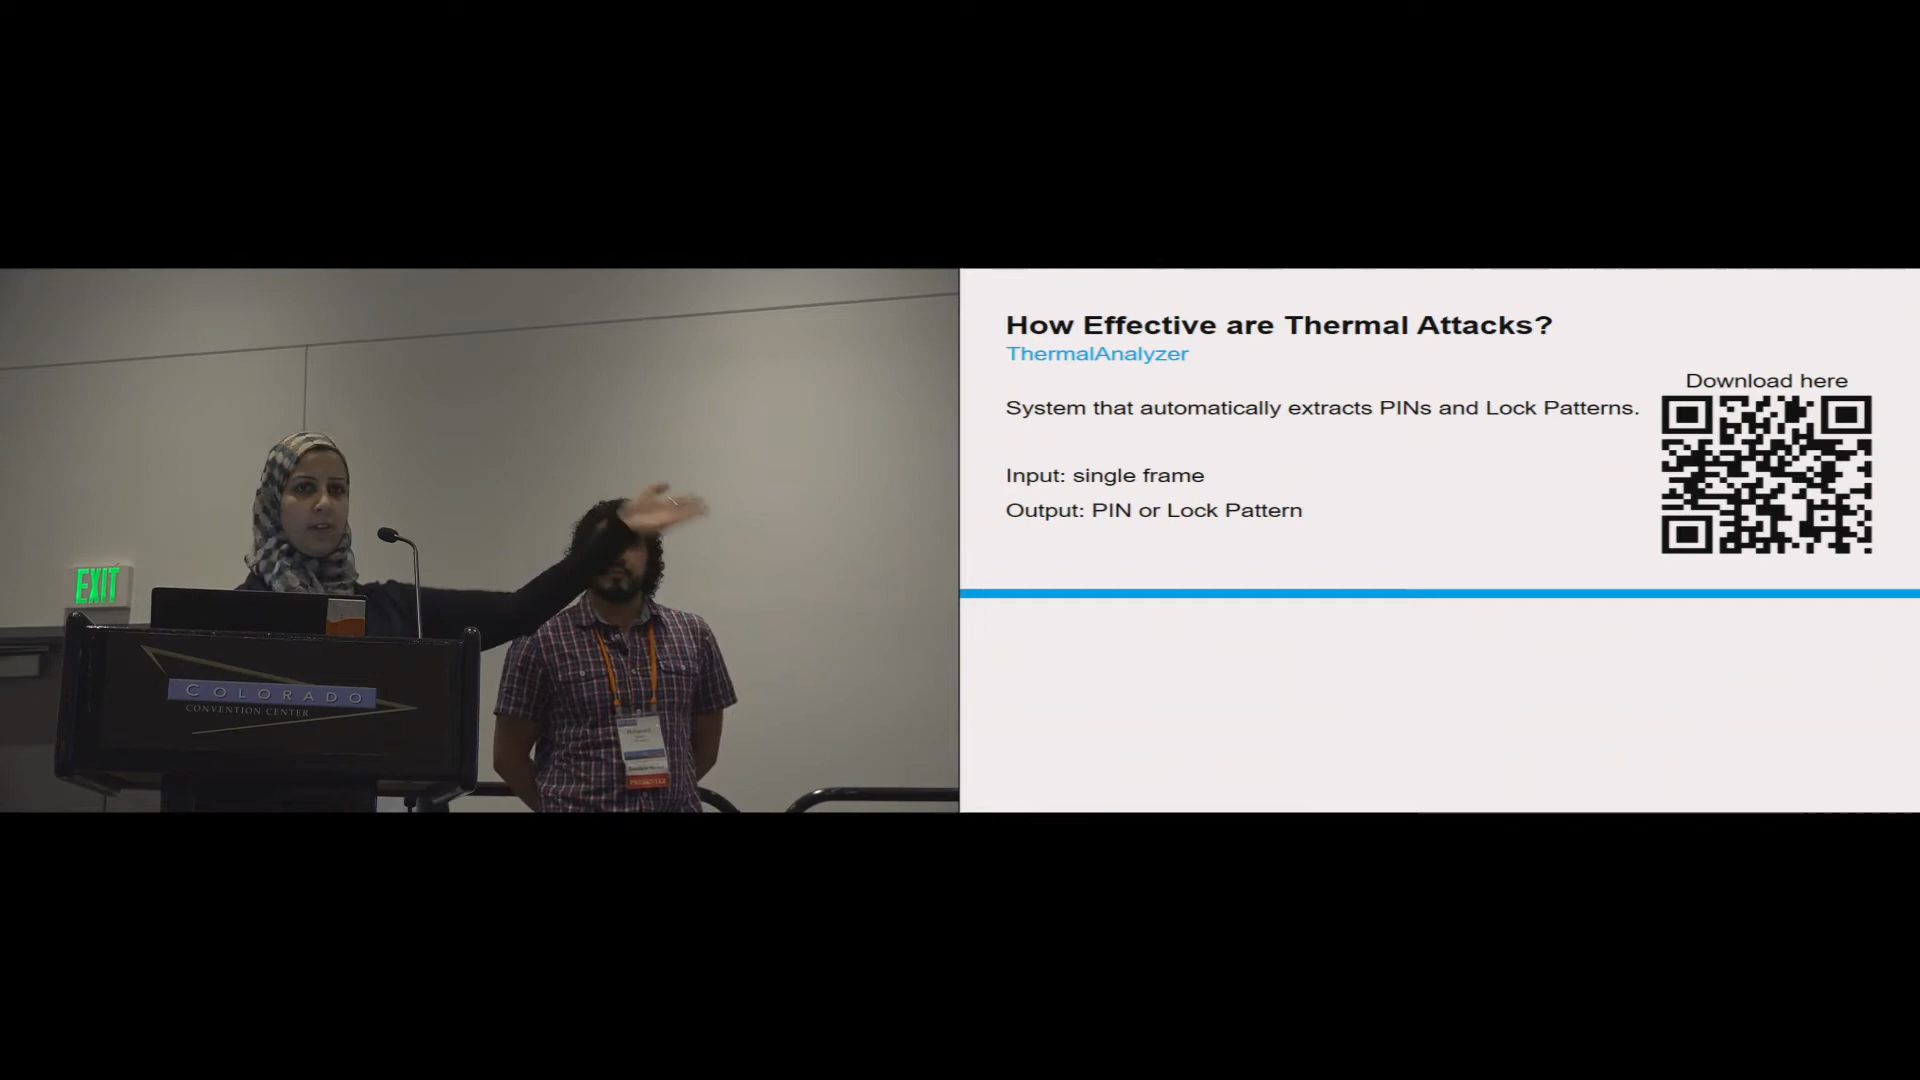 EXIT
COLORADO
CONVENTION CENTER
PRESENTER
How Effective are Thermal Attacks?
ThermalAnalyzer
Download here
System that automatically extracts PINs and Lock Patterns.
Input: single frame
Output: PIN or Lock Pattern